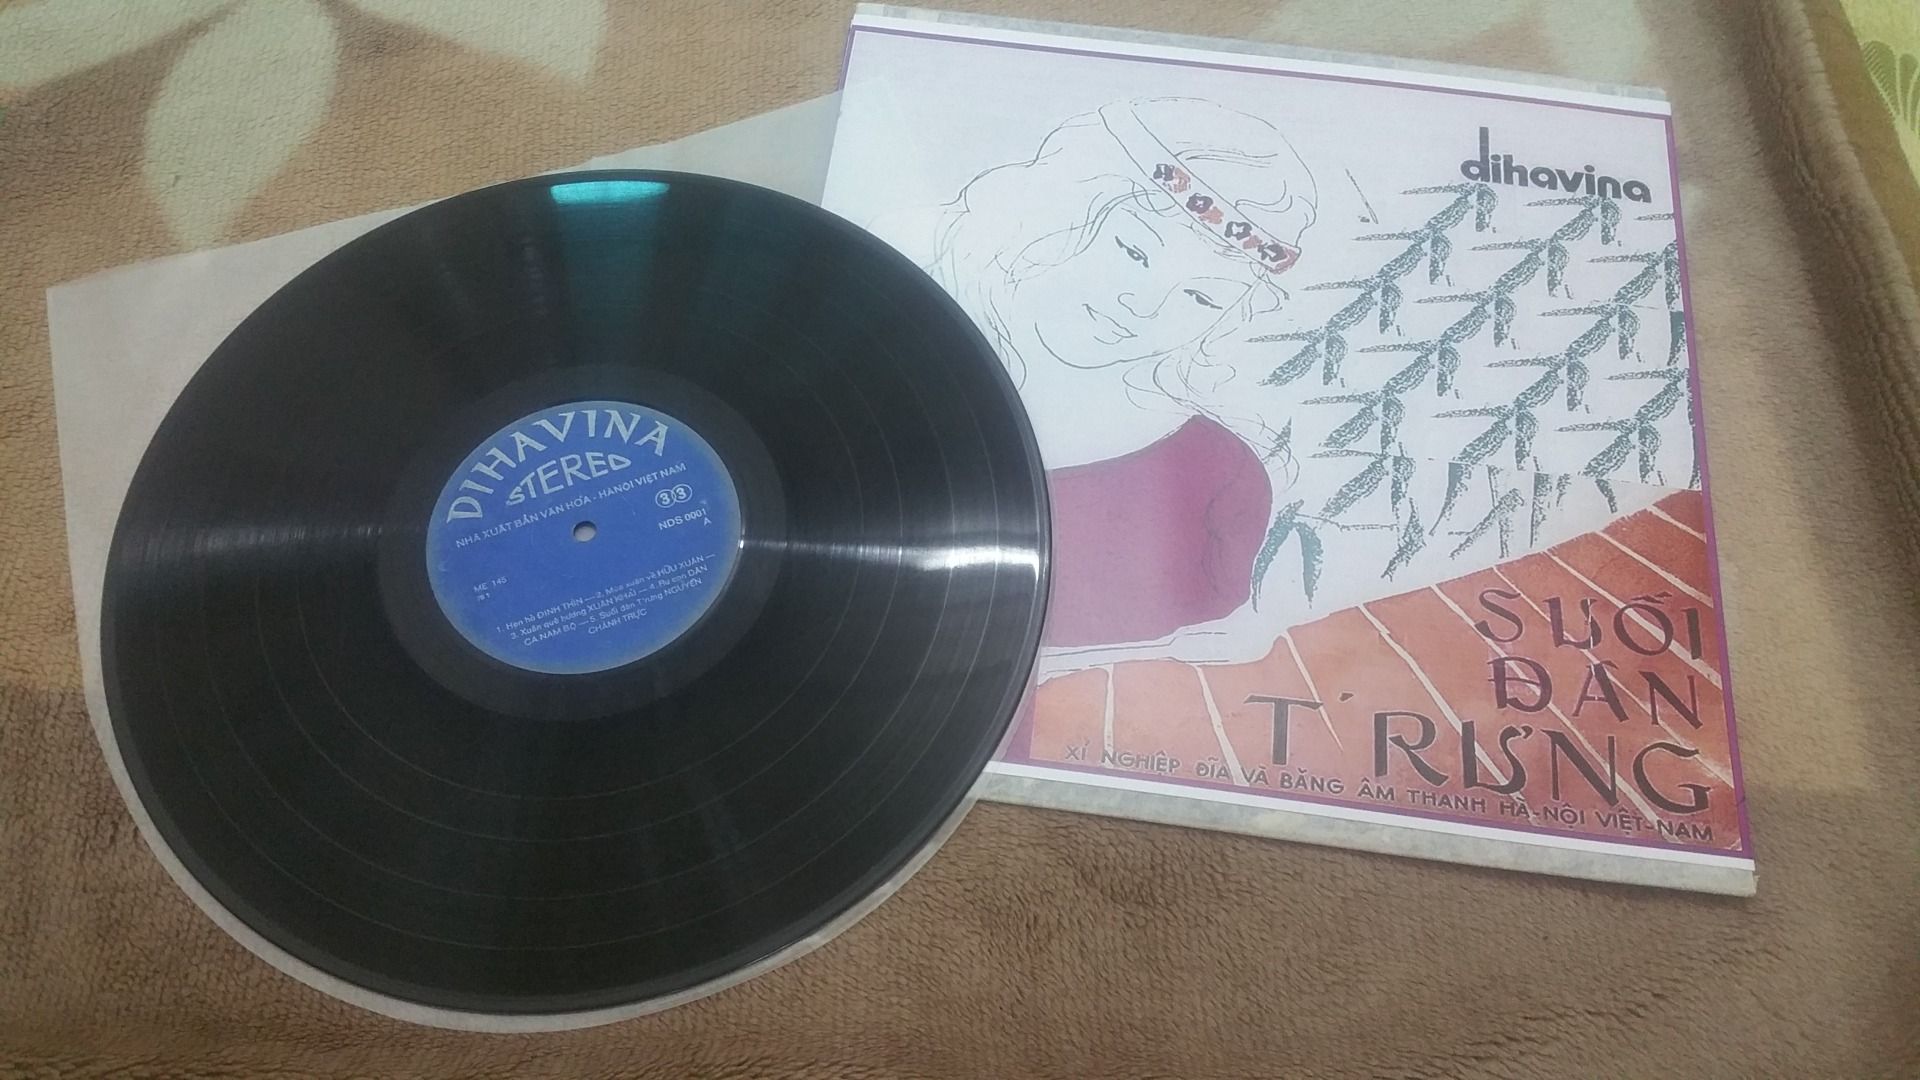 DIHAVINA
STEREO
NHÀ XUẤT BẢN VĂN HÓA - HÀNỘI VIỆT NAM
33
NDS 0001
A
ME 145
1. Hẹn hò ĐINH THÌN — 2. Mùa xuân về HỮU XUÂN —
3. Xuân quê hương XUÂN KHẢI — 4. Ru con DÂN
CA NAM BỘ — 5. Suối đàn T'rưng NGUYỄN
CHÁNH TRỰC
dihavina
SUỐI
ĐÀN
T'RƯNG
XÍ NGHIỆP ĐĨA VÀ BĂNG ÂM THANH HÀ-NỘI VIỆT-NAM